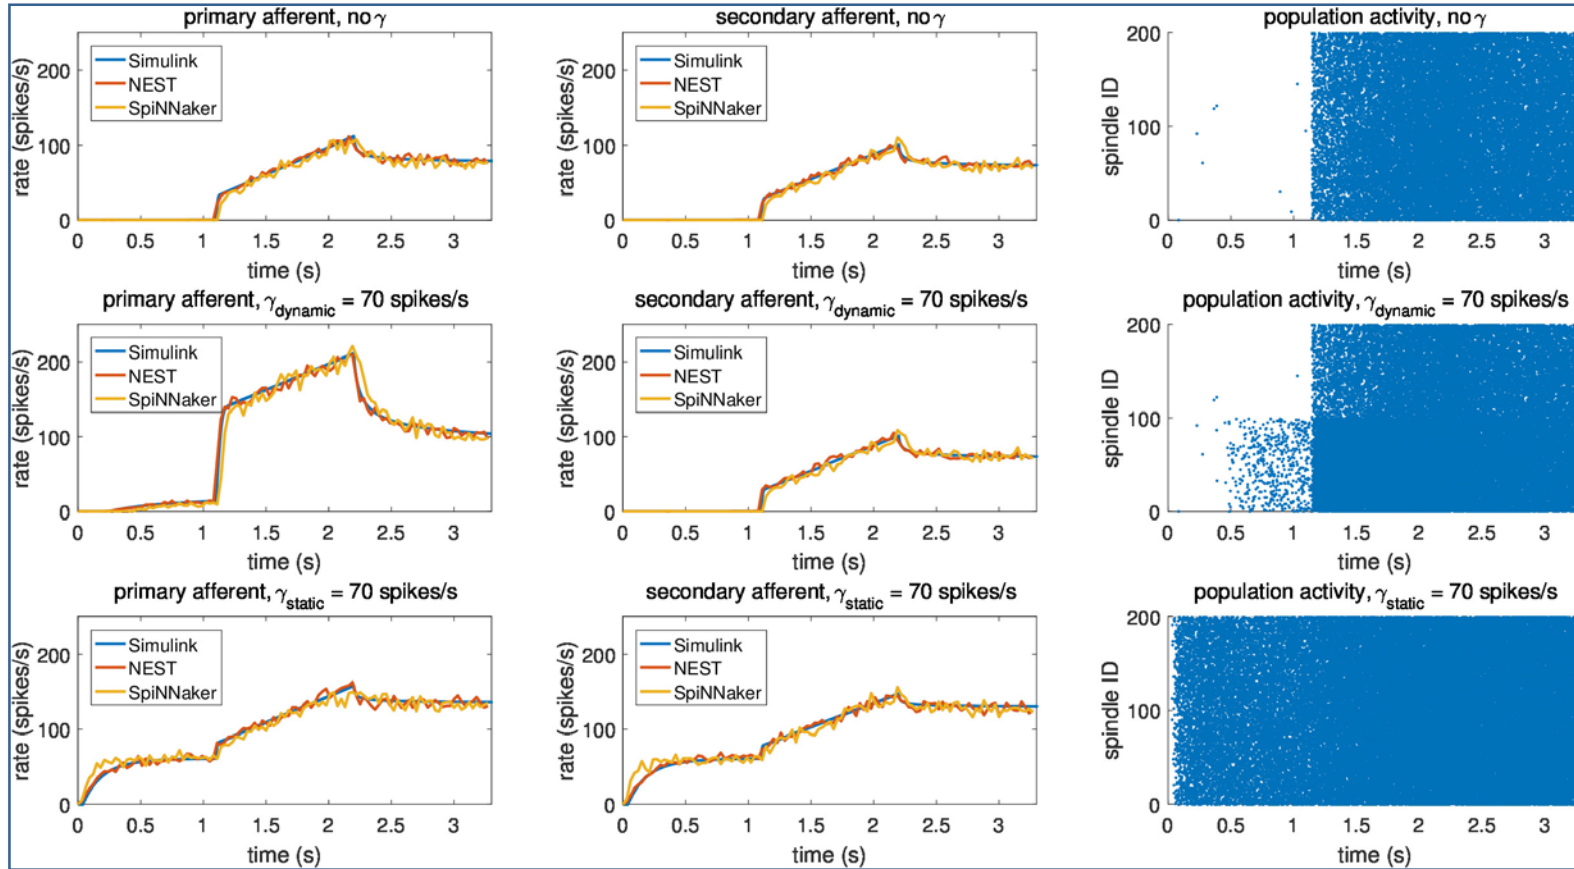 primary afferent, no γ
secondary afferent, no γ
population activity, no γ
rate (spikes/s)
200
100
0
Simulink
NEST
SpiNNaker
0 0.5 1 1.5 2 2.5 3
time (s)
rate (spikes/s)
200
100
0
Simulink
NEST
SpiNNaker
0 0.5 1 1.5 2 2.5 3
time (s)
spindle ID
200
100
0
0 0.5 1 1.5 2 2.5 3
time (s)
primary afferent, γdynamic = 70 spikes/s
secondary afferent, γdynamic = 70 spikes/s
population activity, γdynamic = 70 spikes/s
rate (spikes/s)
200
100
0
Simulink
NEST
SpiNNaker
0 0.5 1 1.5 2 2.5 3
time (s)
rate (spikes/s)
200
100
0
Simulink
NEST
SpiNNaker
0 0.5 1 1.5 2 2.5 3
time (s)
spindle ID
200
100
0
0 0.5 1 1.5 2 2.5 3
time (s)
primary afferent, γstatic = 70 spikes/s
secondary afferent, γstatic = 70 spikes/s
population activity, γstatic = 70 spikes/s
rate (spikes/s)
200
100
0
Simulink
NEST
SpiNNaker
0 0.5 1 1.5 2 2.5 3
time (s)
rate (spikes/s)
200
100
0
Simulink
NEST
SpiNNaker
0 0.5 1 1.5 2 2.5 3
time (s)
spindle ID
200
100
0
0 0.5 1 1.5 2 2.5 3
time (s)